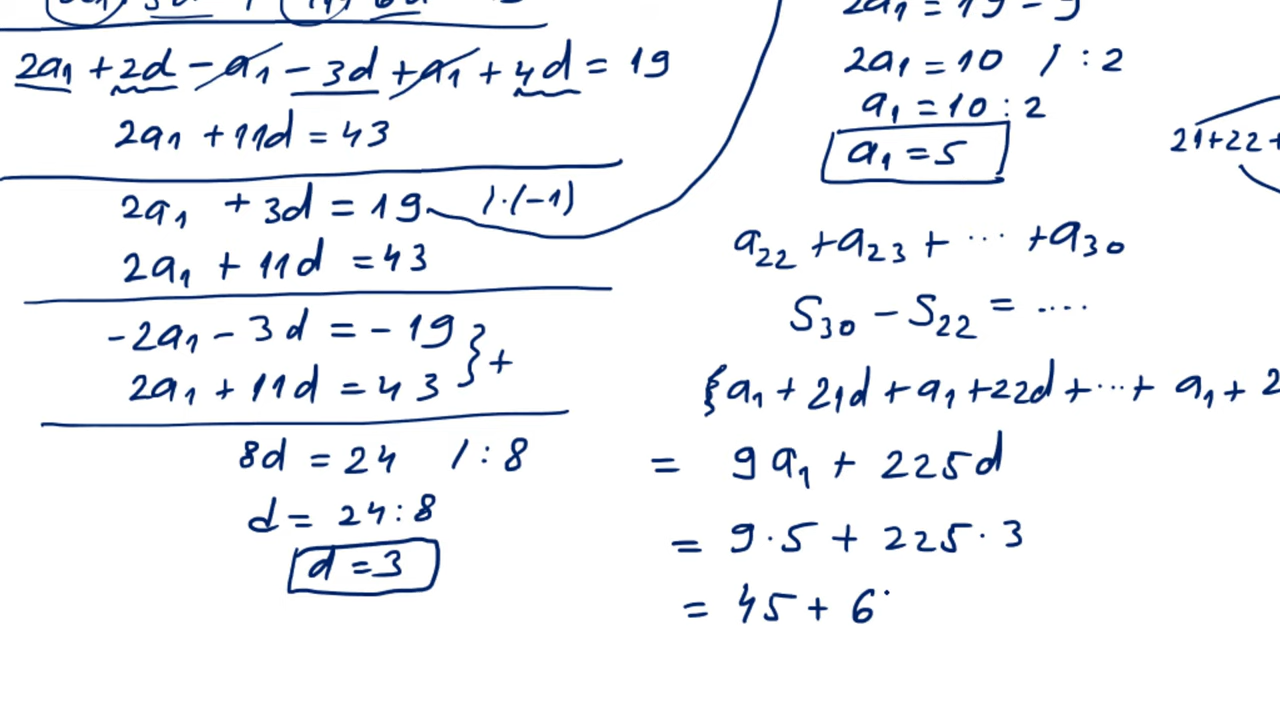 2a₁ + 2d - a₁ - 3d + a₁ + 4d = 19
2a₁ + 11d = 43
2a₁ + 3d = 19 /·(-1)
2a₁ + 11d = 43
-2a₁ - 3d = -19 } +
2a₁ + 11d = 43
8d = 24 / : 8
d = 24 : 8
d = 3
2a₁ = 19 - 9
2a₁ = 10 / : 2
a₁ = 10 : 2
a₁ = 5
21+22+
a₂₂ + a₂₃ + ... + a₃₀
S₃₀ - S₂₂ = ....
{a₁ + 21d + a₁ + 22d + ... + a₁ + 2
= 9a₁ + 225d
= 9·5 + 225·3
= 45 + 6